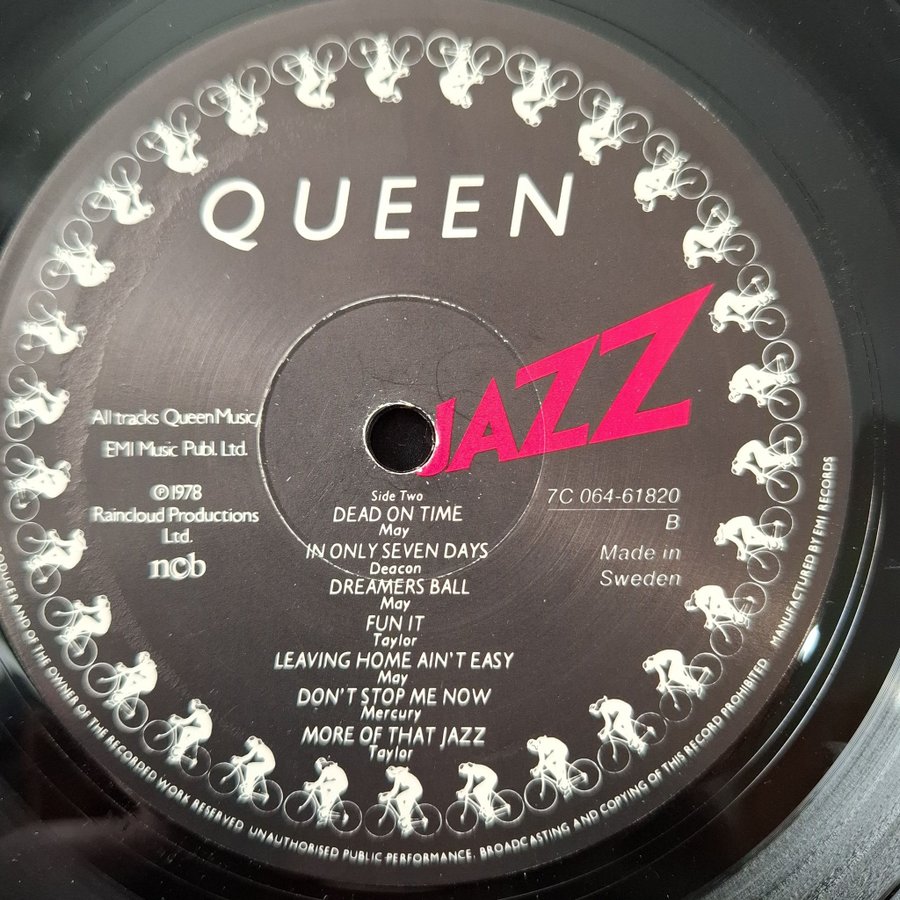 QUEEN
JAZZ
All tracks Queen Music/
EMI Music Publ. Ltd.
℗1978
Raincloud Productions
Ltd.
ncb
Side Two
DEAD ON TIME
May
IN ONLY SEVEN DAYS
Deacon
DREAMERS BALL
May
FUN IT
Taylor
LEAVING HOME AIN'T EASY
May
DON'T STOP ME NOW
Mercury
MORE OF THAT JAZZ
Taylor
7C 064-61820
B
Made in
Sweden
AND OF THE OWNER OF THE RECORDED WORK RESERVED UNAUTHORISED PUBLIC PERFORMANCE, BROADCASTING AND COPYING OF THIS RECORD PROHIBITED MANUFACTURED BY EMI RECORDS